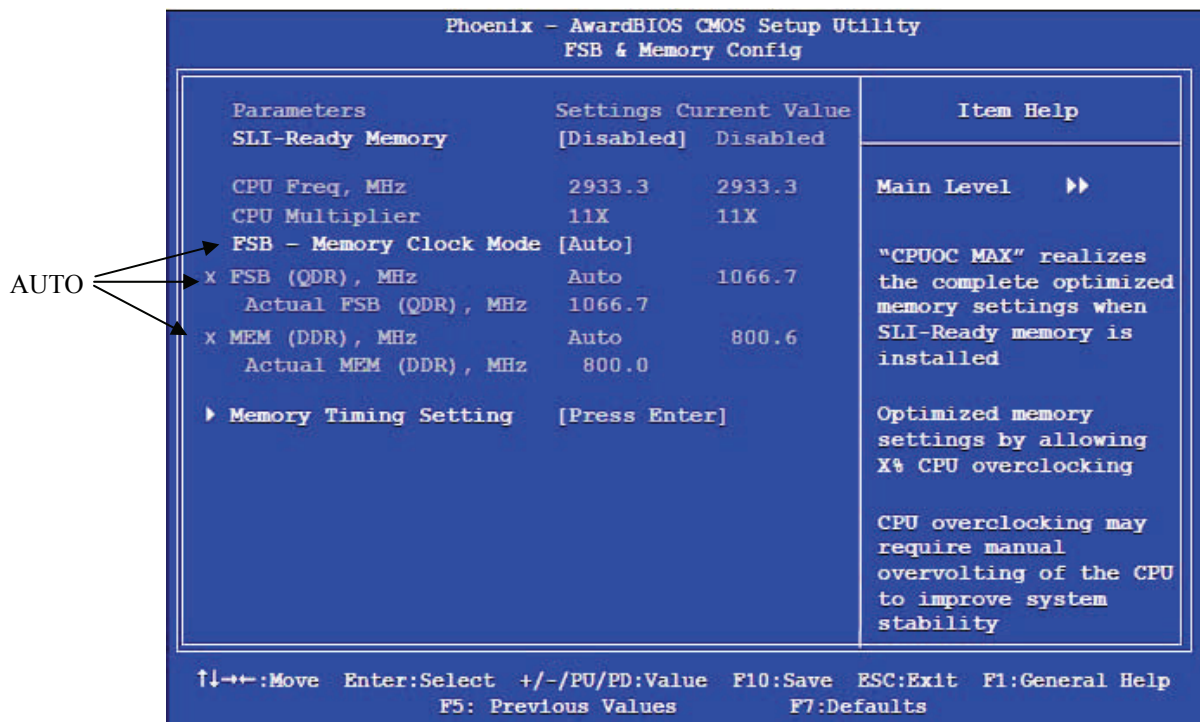 Phoenix – AwardBIOS CMOS Setup Utility
FSB & Memory Config
Parameters Settings Current Value
SLI-Ready Memory [Disabled] Disabled
CPU Freq, MHz 2933.3 2933.3
CPU Multiplier 11X 11X
FSB – Memory Clock Mode [Auto]
x FSB (QDR), MHz Auto 1066.7
Actual FSB (QDR), MHz 1066.7
x MEM (DDR), MHz Auto 800.6
Actual MEM (DDR), MHz 800.0
Memory Timing Setting [Press Enter]
AUTO
Item Help
Main Level
“CPUOC MAX” realizes
the complete optimized
memory settings when
SLI-Ready memory is
installed
Optimized memory
settings by allowing
X% CPU overclocking
CPU overclocking may
require manual
overvolting of the CPU
to improve system
stability
↑↓→←:Move Enter:Select +/-/PU/PD:Value F10:Save ESC:Exit F1:General Help
F5: Previous Values F7:Defaults